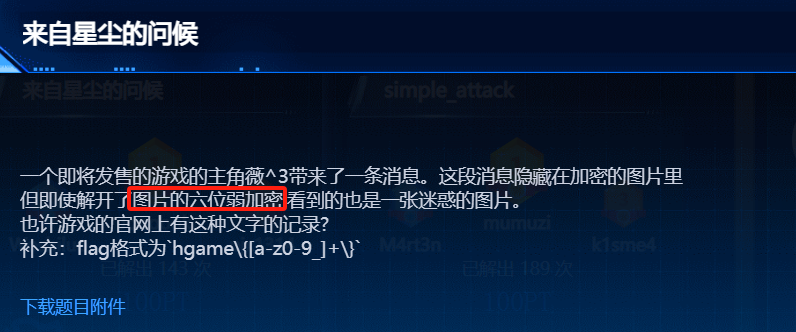 来自星尘的问候
来自星尘的问候
simple_attack
一个即将发售的游戏的主角薇^3带来了一条消息。这段消息隐藏在加密的图片里
但即使解开了图片的六位弱加密看到的也是一张迷惑的图片。
也许游戏的官网上有这种文字的记录?
mumuzi
M4rt3n
k1sme4
补充：flag格式为`hgame\{[a-z0-9_]+\}`
已解出 143 次
已解出 189 次
下载题目附件